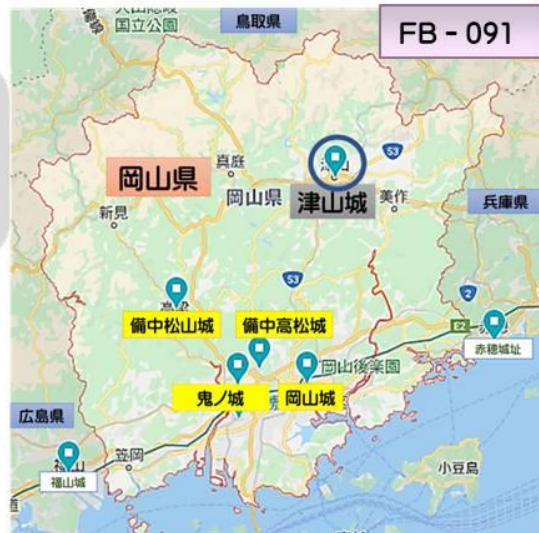 国立公園
鳥取県
FB - 091
岡山県
真庭
岡山県
津山城
53
美作
兵庫県
新見
53
2
E2
備中松山城
備中高松城
赤穂城址
岡山後楽園
鬼ノ城
岡山城
広島県
笠岡
福山城
小豆島